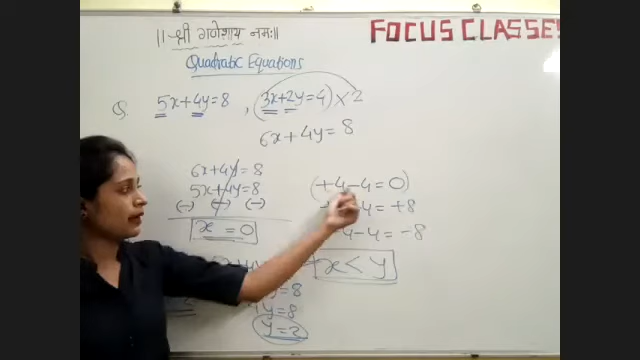 ॥ श्री गणेशाय नमः॥
FOCUS CLASSES
Quadratic Equations
Q. 5x+4y=8 , (3x+2y=4)×2
6x+4y=8
6x+4y=8
5x+4y=8
(-) (-) (-)
x = 0
(+4-4=0)
4=+8
4-4=-8
x < y
=8
4y=8
y=2